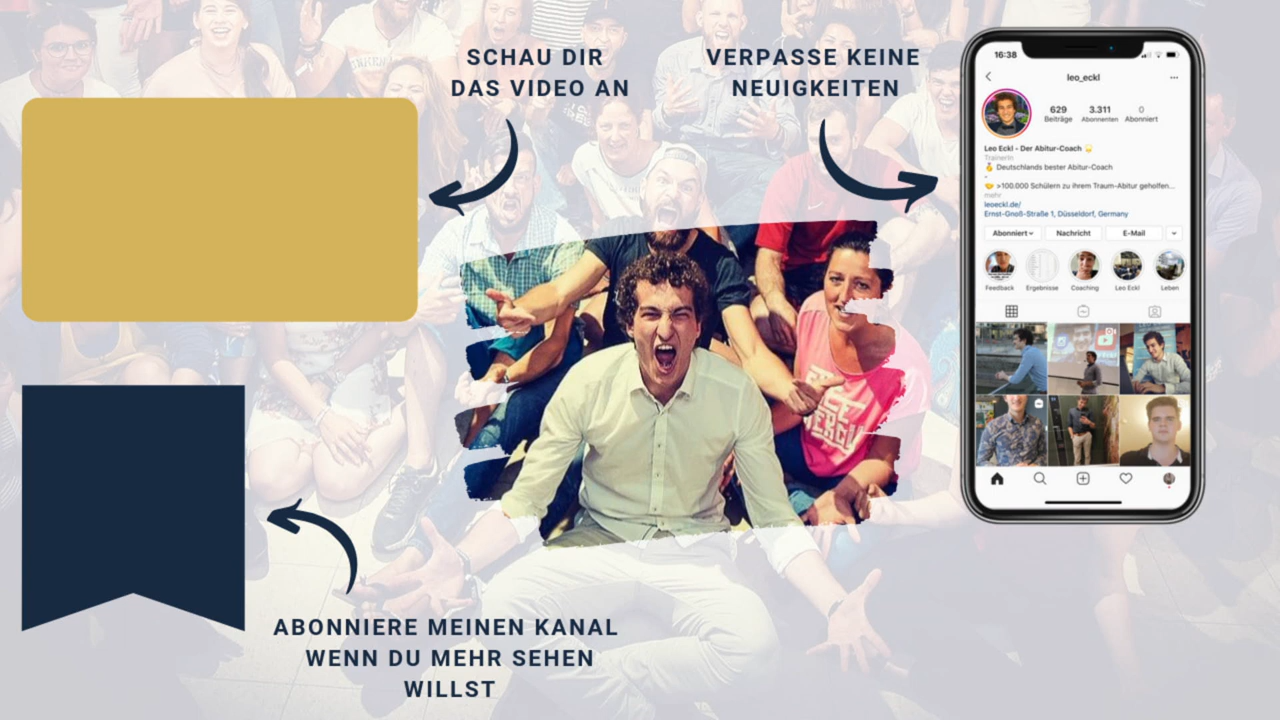 SCHAU DIR
DAS VIDEO AN
VERPASSE KEINE
NEUIGKEITEN
16:38
leo_eckl
629
3.311
0
Beiträge
Abonnenten
Abonniert
Leo Eckl - Der Abitur-Coach
TrainerIn
Deutschlands bester Abitur-Coach
-
>100.000 Schülern zu ihrem Traum-Abitur geholfen...
mehr
leoeckl.de/
Ernst-Gnoß-Straße 1, Düsseldorf, Germany
Abonniert
Nachricht
E-Mail
Feedback
Ergebnisse
Coaching
Leo Eckl
Leben
ABONNIERE MEINEN KANAL
WENN DU MEHR SEHEN
WILLST